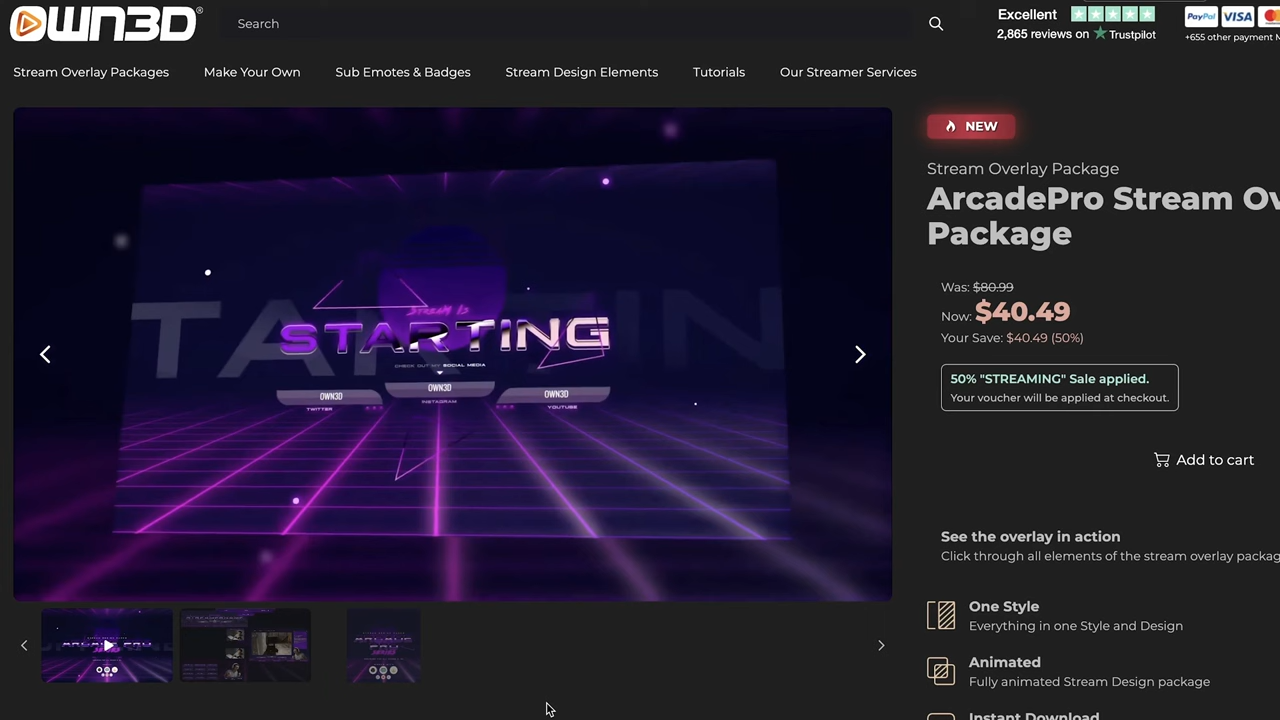 OWN3D®
Search
Excellent
2,865 reviews on Trustpilot
PayPal VISA
+655 other payment M
Stream Overlay Packages
Make Your Own
Sub Emotes & Badges
Stream Design Elements
Tutorials
Our Streamer Services
TARTIN
STREAM IS
STARTING
CHECK OUT MY SOCIAL MEDIA
OWN3D
OWN3D
OWN3D
TWITTER
INSTAGRAM
YOUTUBE
NEW
Stream Overlay Package
ArcadePro Stream Ov
Package
Was: $80.99
Now: $40.49
Your Save: $40.49 (50%)
50% "STREAMING" Sale applied.
Your voucher will be applied at checkout.
Add to cart
See the overlay in action
Click through all elements of the stream overlay packag
One Style
Everything in one Style and Design
Animated
Fully animated Stream Design package
Instant Download